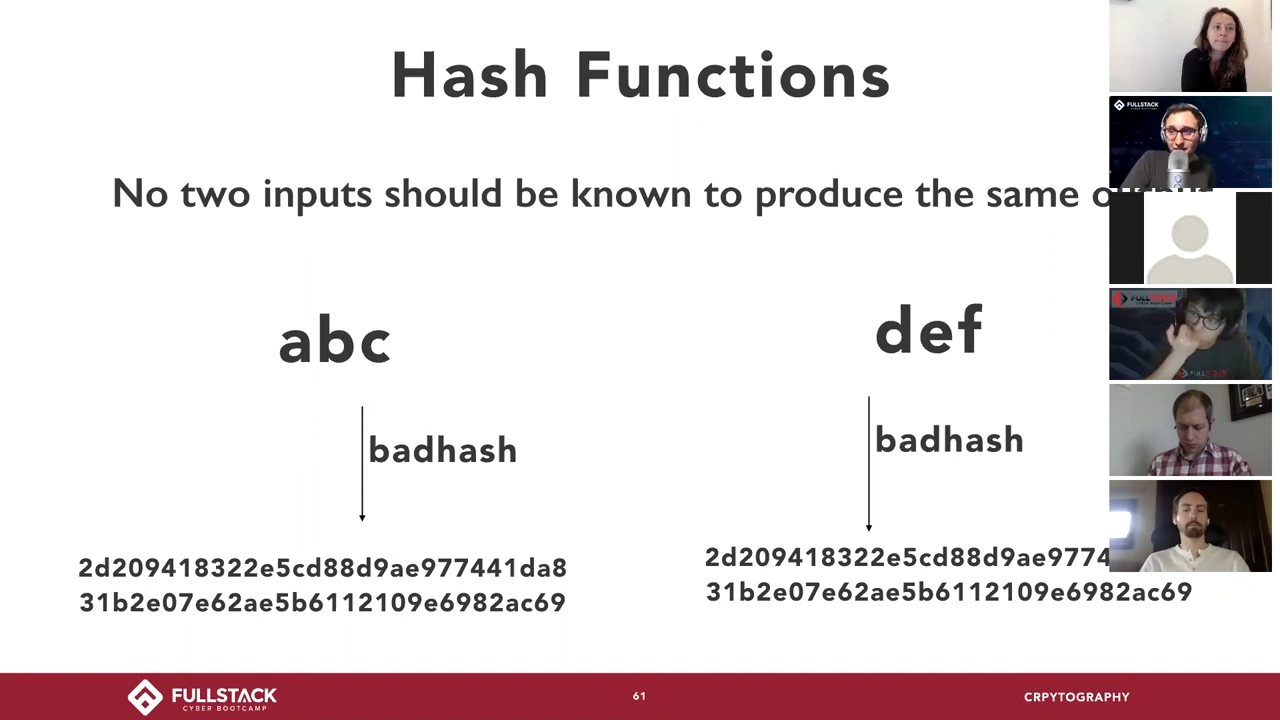 Hash Functions
No two inputs should be known to produce the same
abc
def
badhash
badhash
2d209418322e5cd88d9ae977441da8
31b2e07e62ae5b6112109e6982ac69
2d209418322e5cd88d9ae9774
31b2e07e62ae5b6112109e6982ac69
FULLSTACK
CYBER BOOTCAMP
61
CRPYTOGRAPHY
FULLSTACK
CYBER BOOTCAMP